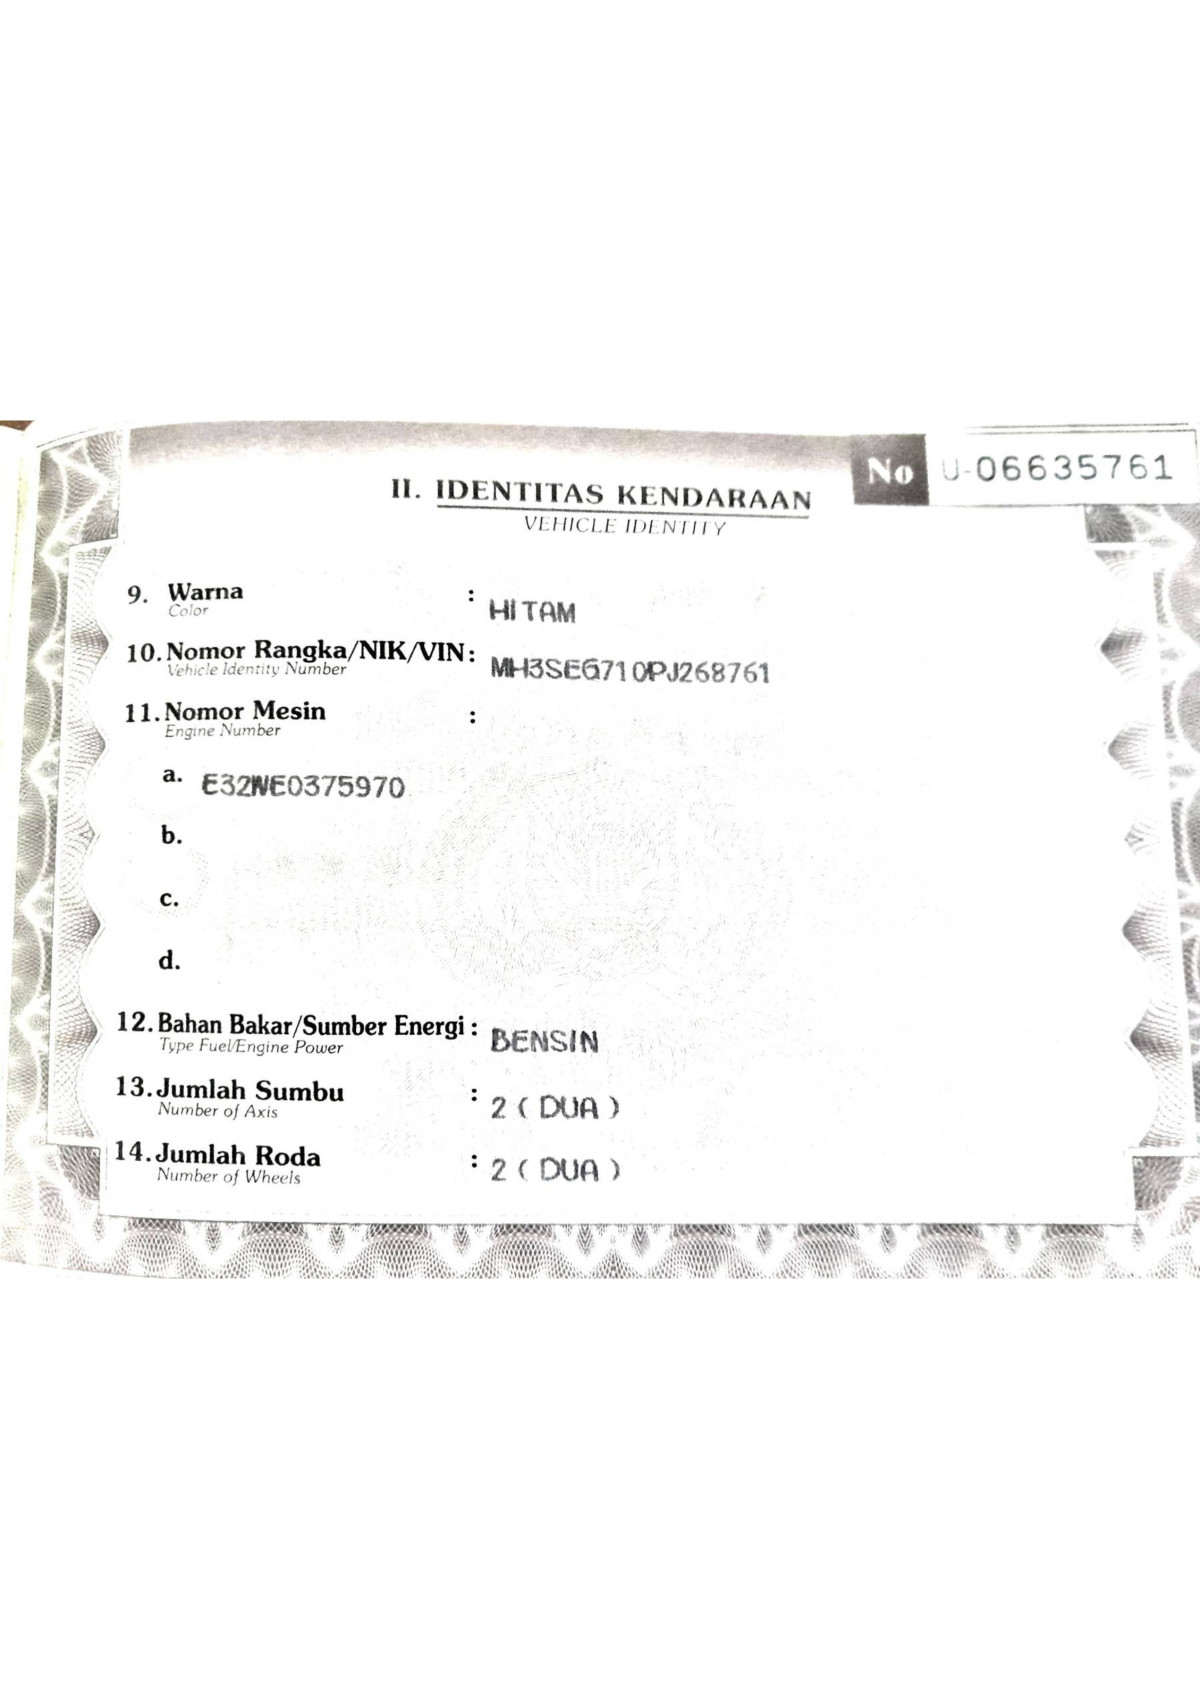 No U-06635761
II. IDENTITAS KENDARAAN
VEHICLE IDENTITY
9. Warna : HITAM
Color
10. Nomor Rangka/NIK/VIN : MH3SEG710PJ268761
Vehicle Identity Number
11. Nomor Mesin :
Engine Number
a. E32WE0375970
b.
c.
d.
12. Bahan Bakar/Sumber Energi : BENSIN
Type Fuel/Engine Power
13. Jumlah Sumbu : 2 ( DUA )
Number of Axis
14. Jumlah Roda : 2 ( DUA )
Number of Wheels